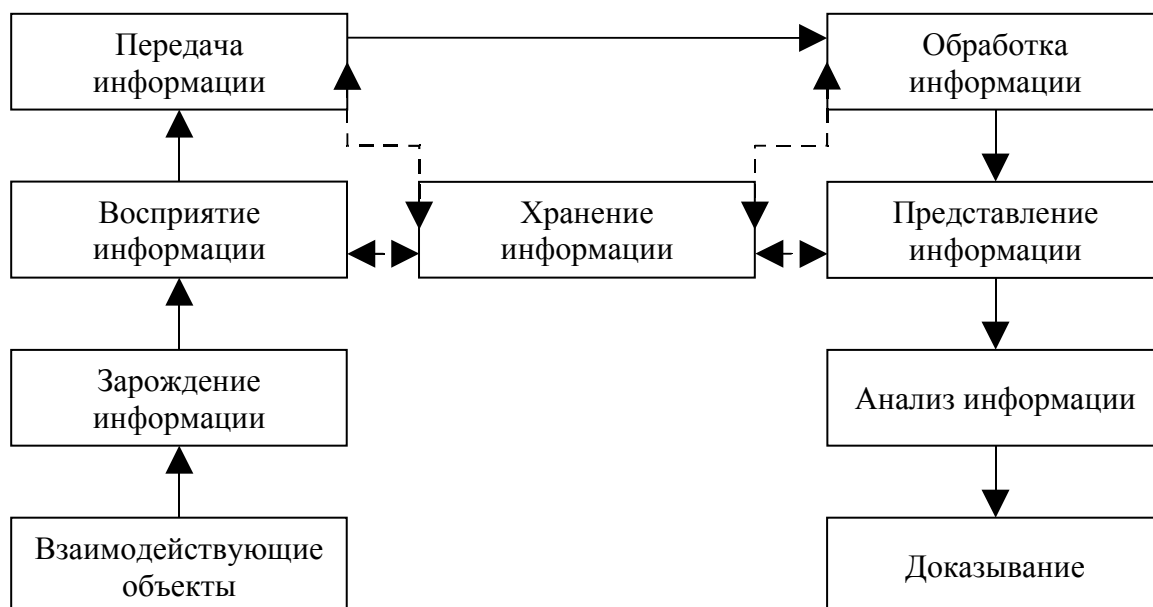 Передача
информации
Обработка
информации
Восприятие
информации
Хранение
информации
Представление
информации
Зарождение
информации
Анализ информации
Взаимодействующие
объекты
Доказывание